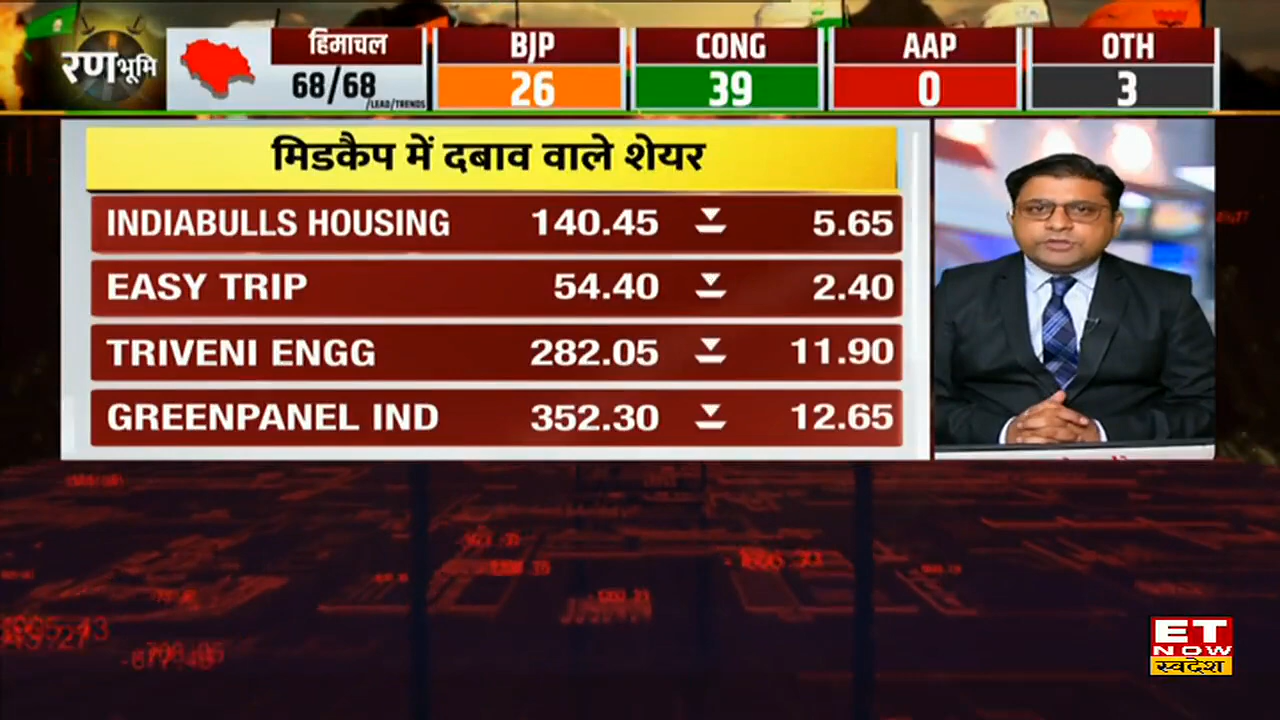 रणभूमि
हिमाचल
68/68
/LEAD/TRENDS
BJP
26
CONG
39
AAP
0
OTH
3
मिडकैप में दबाव वाले शेयर
INDIABULLS HOUSING 140.45 5.65
EASY TRIP 54.40 2.40
TRIVENI ENGG 282.05 11.90
GREENPANEL IND 352.30 12.65
ET
NOW
स्वदेश